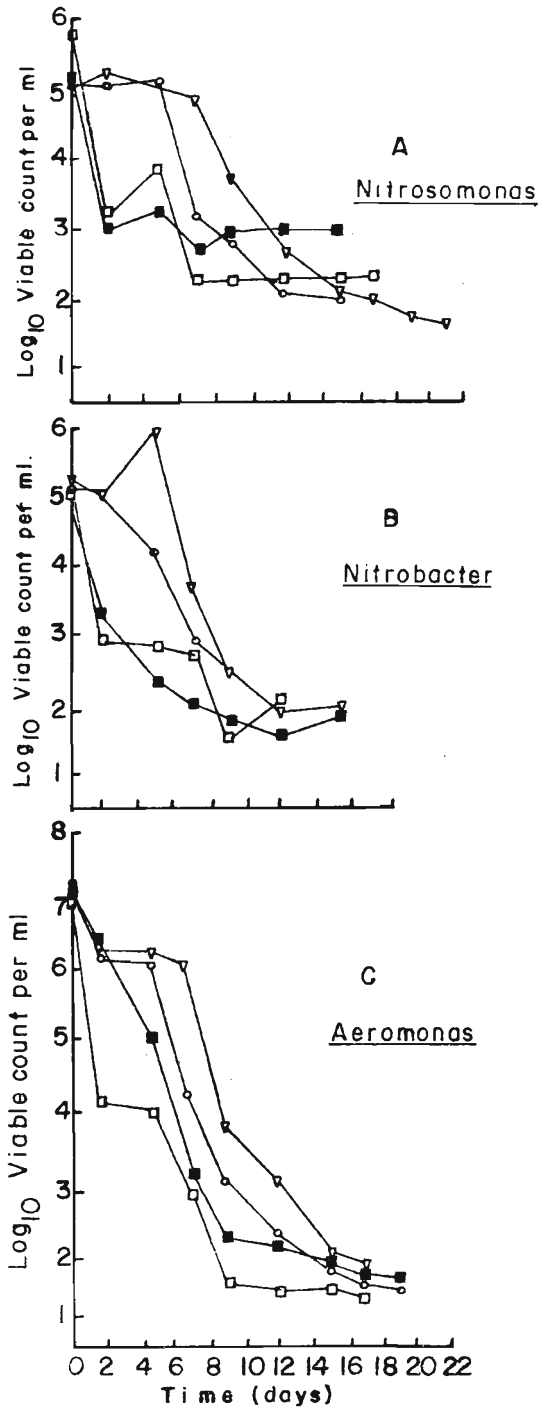 6
5
4
3
2
1
Log10 Viable count per ml
A
Nitrosomonas
6
5
4
3
2
1
Log10 Viable count per ml.
B
Nitrobacter
8
7
6
5
4
3
2
1
Log10 Viable count per ml
C
Aeromonas
0 2 4 6 8 10 12 14 16 18 20 22
Time (days)